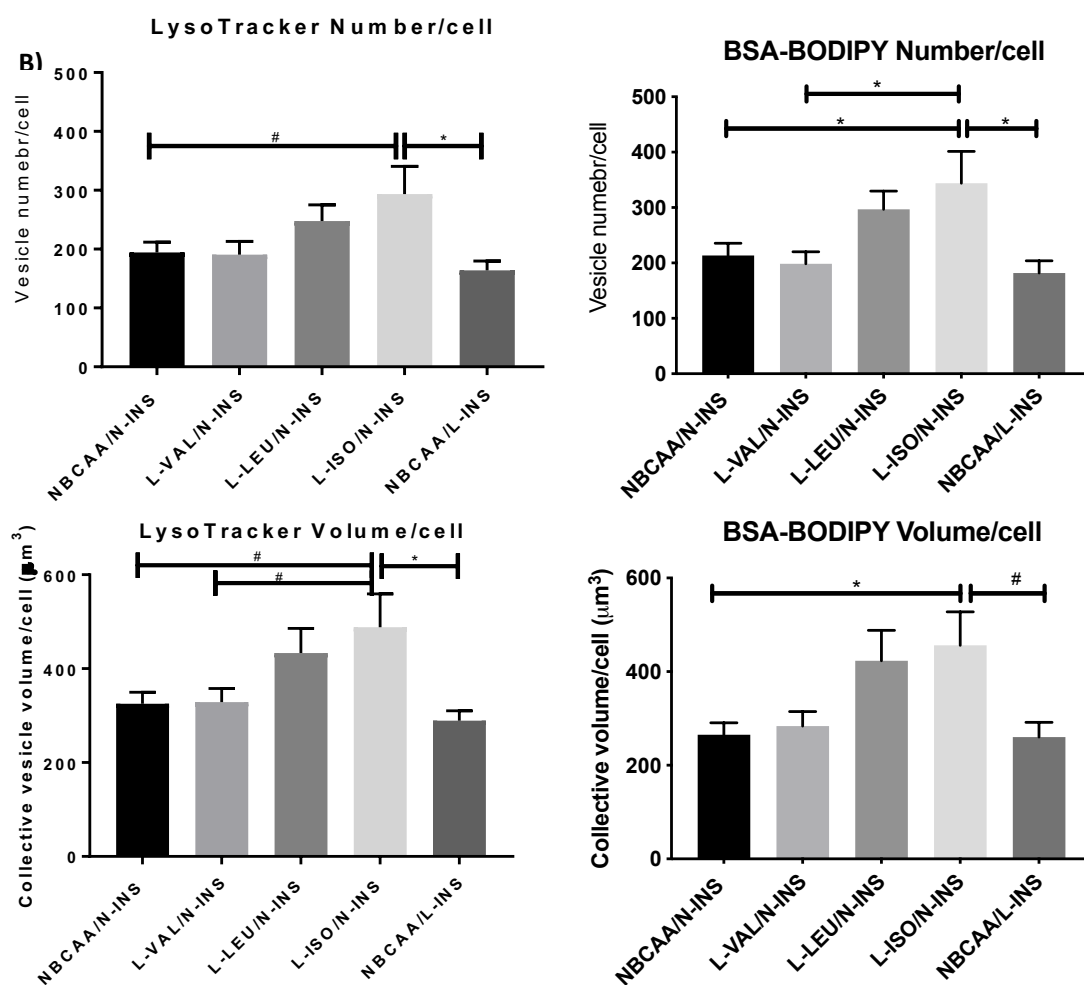 LysoTracker Number/cell
B)
Vesicle numebr/cell
500
400
300
200
100
0
#
*
NBCAA/N-INS
L-VAL/N-INS
L-LEU/N-INS
L-ISO/N-INS
NBCAA/L-INS
BSA-BODIPY Number/cell
Vesicle numebr/cell
500
400
300
200
100
0
*
*
*
NBCAA/N-INS
L-VAL/N-INS
L-LEU/N-INS
L-ISO/N-INS
NBCAA/L-INS
LysoTracker Volume/cell
Collective vesicle volume/cell (μm³)
600
400
200
0
#
*
#
NBCAA/N-INS
L-VAL/N-INS
L-LEU/N-INS
L-ISO/N-INS
NBCAA/L-INS
BSA-BODIPY Volume/cell
Collective volume/cell (μm³)
600
400
200
0
*
#
NBCAA/N-INS
L-VAL/N-INS
L-LEU/N-INS
L-ISO/N-INS
NBCAA/L-INS